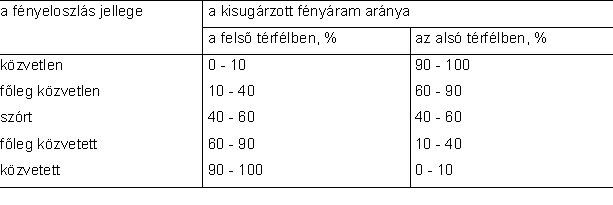 a fényeloszlás jellege a kisugárzott fényáram aránya
a felső térfélben, % az alsó térfélben, %
közvetlen 0 - 10 90 - 100
főleg közvetlen 10 - 40 60 - 90
szórt 40 - 60 40 - 60
főleg közvetett 60 - 90 10 - 40
közvetett 90 - 100 0 - 10